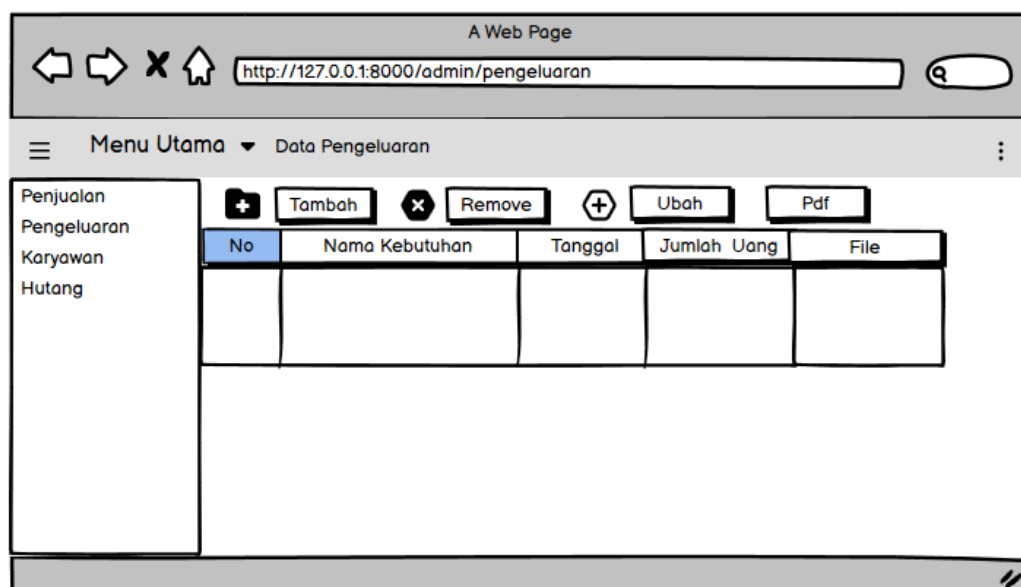 A Web Page
http://127.0.0.1:8000/admin/pengeluaran
Menu Utama Data Pengeluaran
Penjualan
Pengeluaran
Karyawan
Hutang
Tambah Remove Ubah Pdf
No Nama Kebutuhan Tanggal Jumlah Uang File